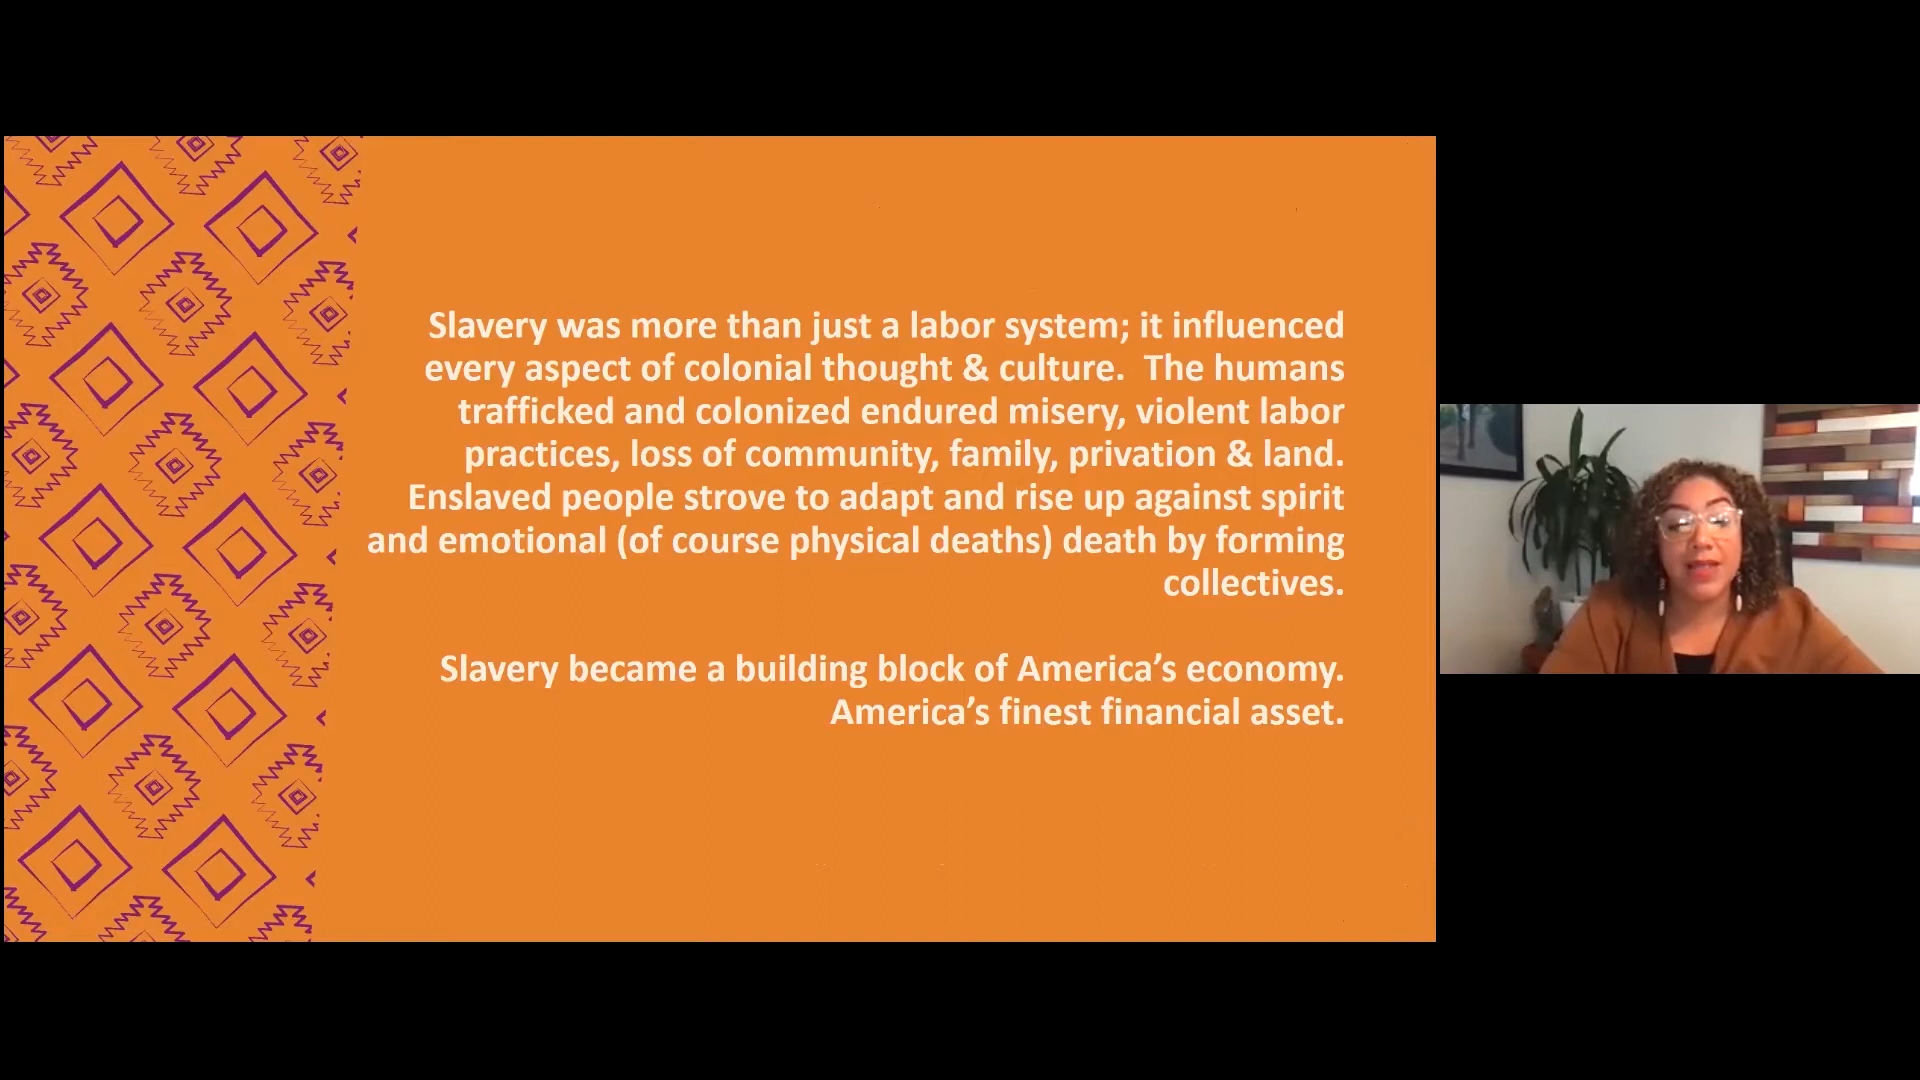 Slavery was more than just a labor system; it influenced
every aspect of colonial thought & culture.  The humans
trafficked and colonized endured misery, violent labor
practices, loss of community, family, privation & land.
Enslaved people strove to adapt and rise up against spirit
and emotional (of course physical deaths) death by forming
collectives.
Slavery became a building block of America’s economy.
America’s finest financial asset.